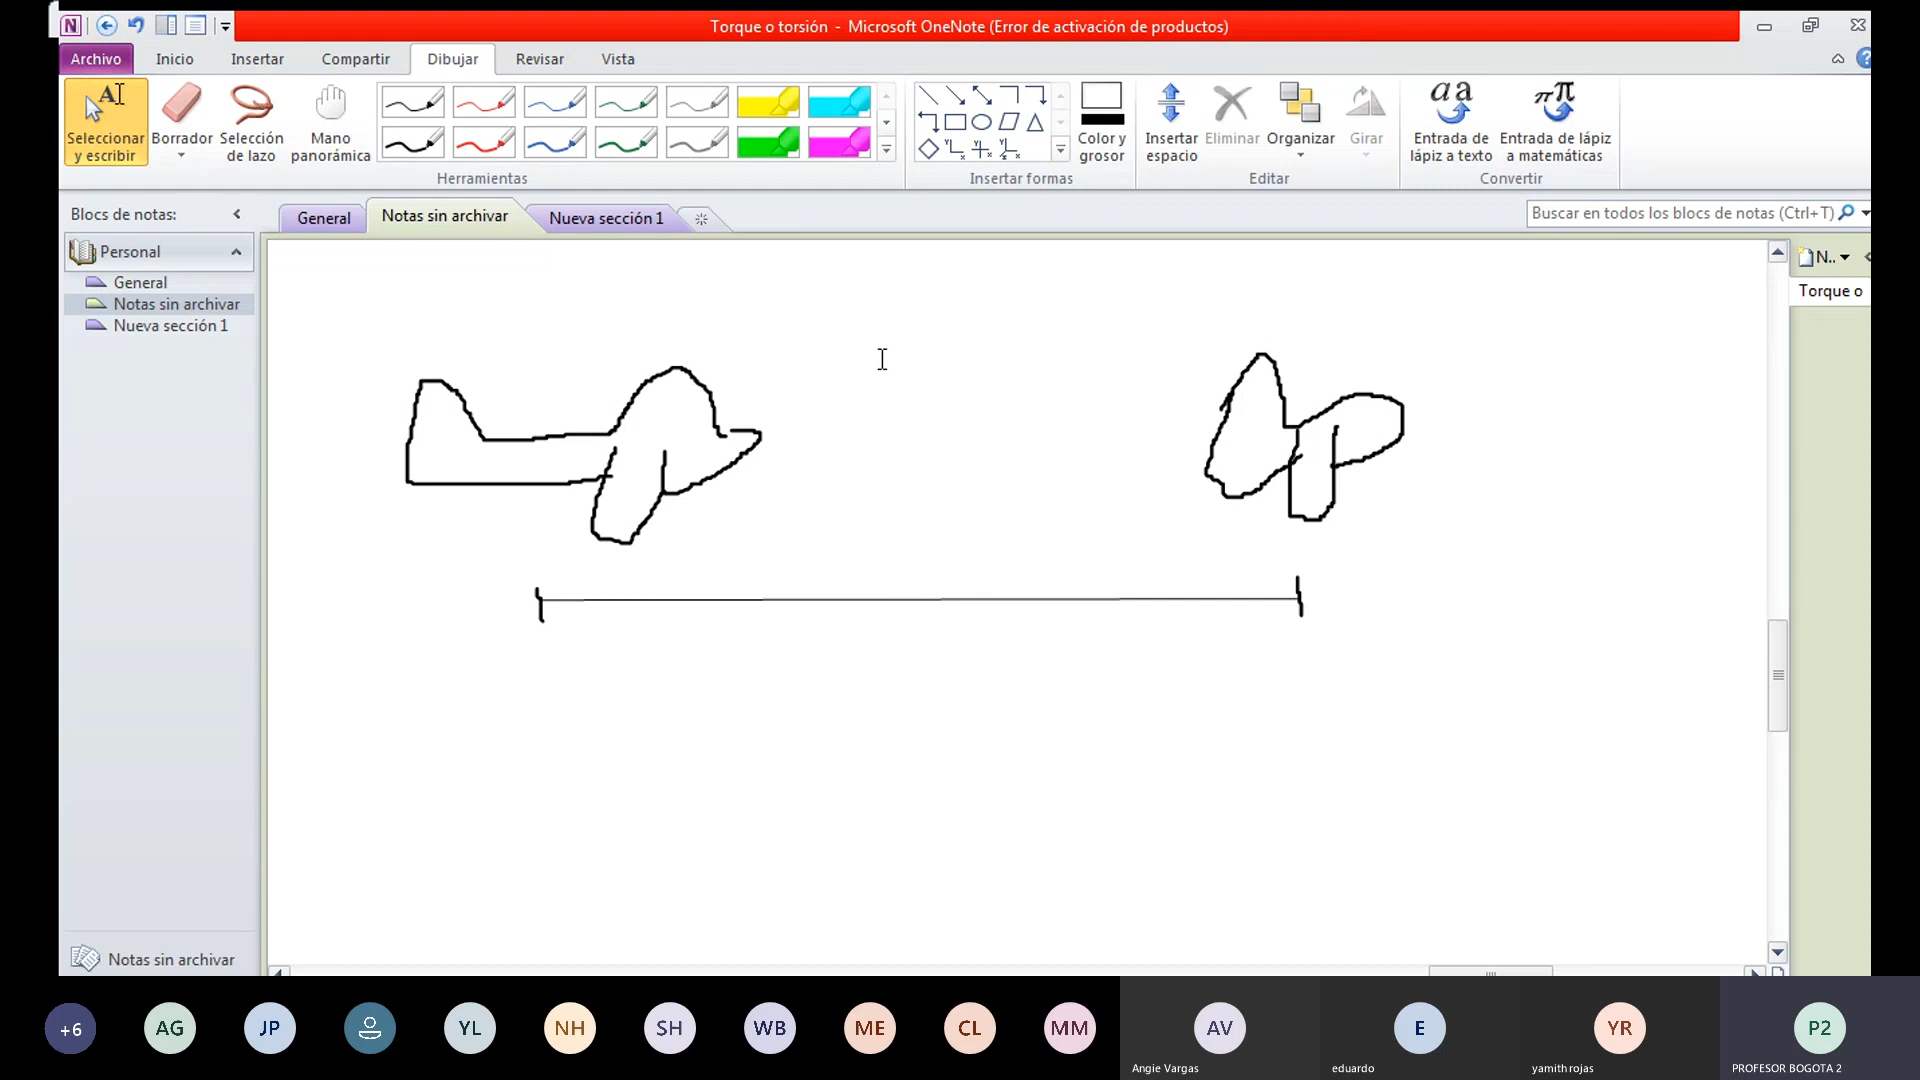 Torque o torsión - Microsoft OneNote (Error de activación de productos)
Archivo Inicio Insertar Compartir Dibujar Revisar Vista
Seleccionar y escribir
Borrador
Selección de lazo
Mano panorámica
Color y grosor
Insertar espacio
Eliminar
Organizar
Girar
Entrada de lápiz a texto
Entrada de lápiz a matemáticas
Herramientas
Insertar formas
Editar
Convertir
Blocs de notas:
General
Notas sin archivar
Nueva sección 1
Buscar en todos los blocs de notas (Ctrl+T)
Personal
General
Notas sin archivar
Nueva sección 1
N..
Torque o
Notas sin archivar
+6
AG
JP
YL
NH
SH
WB
ME
CL
MM
AV
Angie Vargas
E
eduardo
YR
yamith rojas
P2
PROFESOR BOGOTA 2